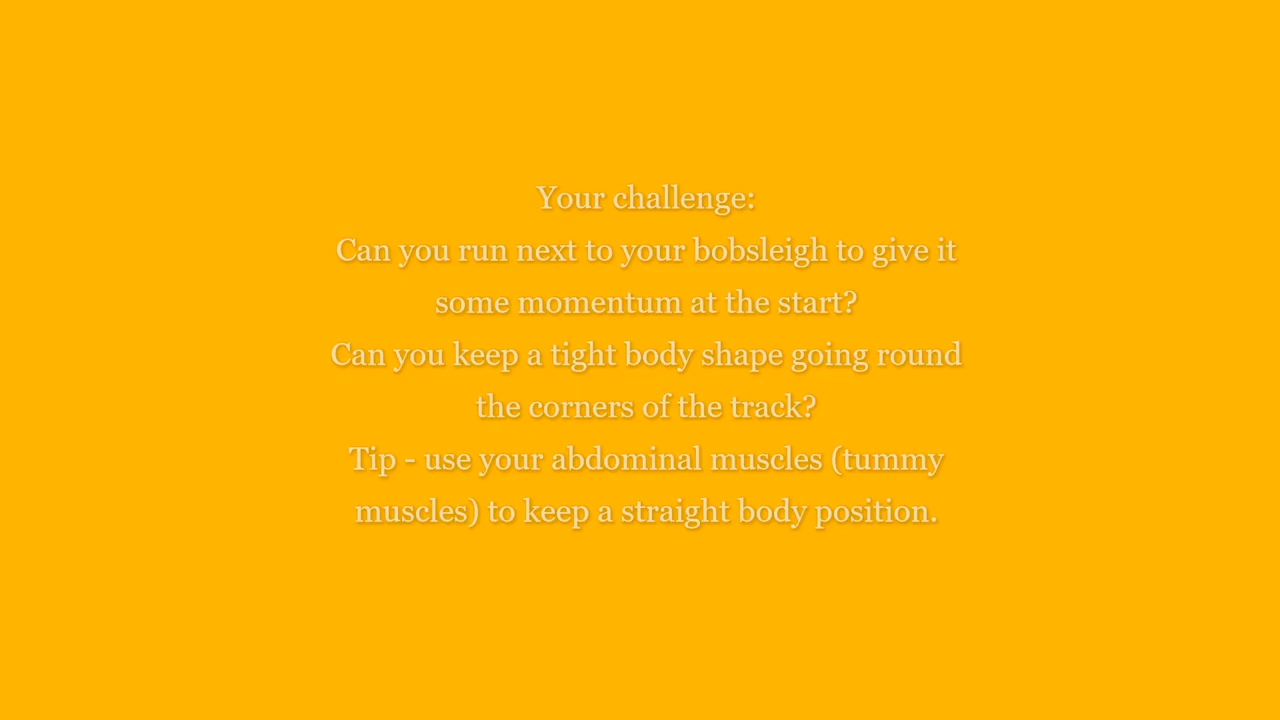 Your challenge:
Can you run next to your bobsleigh to give it
some momentum at the start?
Can you keep a tight body shape going round
the corners of the track?
Tip - use your abdominal muscles (tummy
muscles) to keep a straight body position.